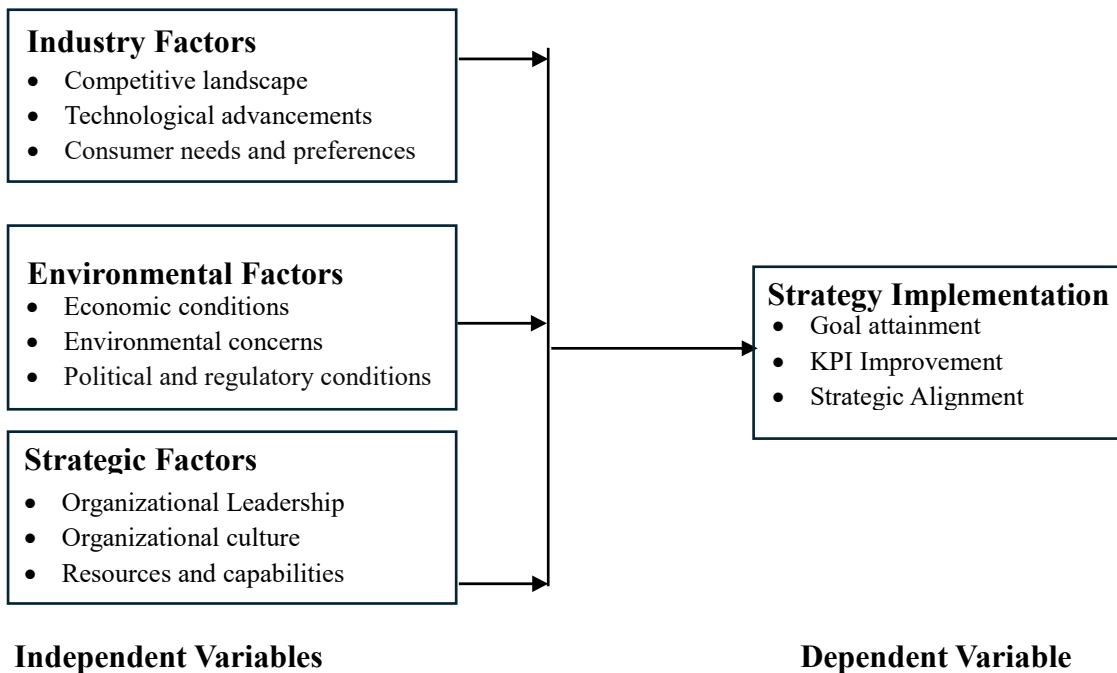 Industry Factors
• Competitive landscape
• Technological advancements
• Consumer needs and preferences
Environmental Factors
• Economic conditions
• Environmental concerns
• Political and regulatory conditions
Strategic Factors
• Organizational Leadership
• Organizational culture
• Resources and capabilities
Strategy Implementation
• Goal attainment
• KPI Improvement
• Strategic Alignment
Independent Variables
Dependent Variable